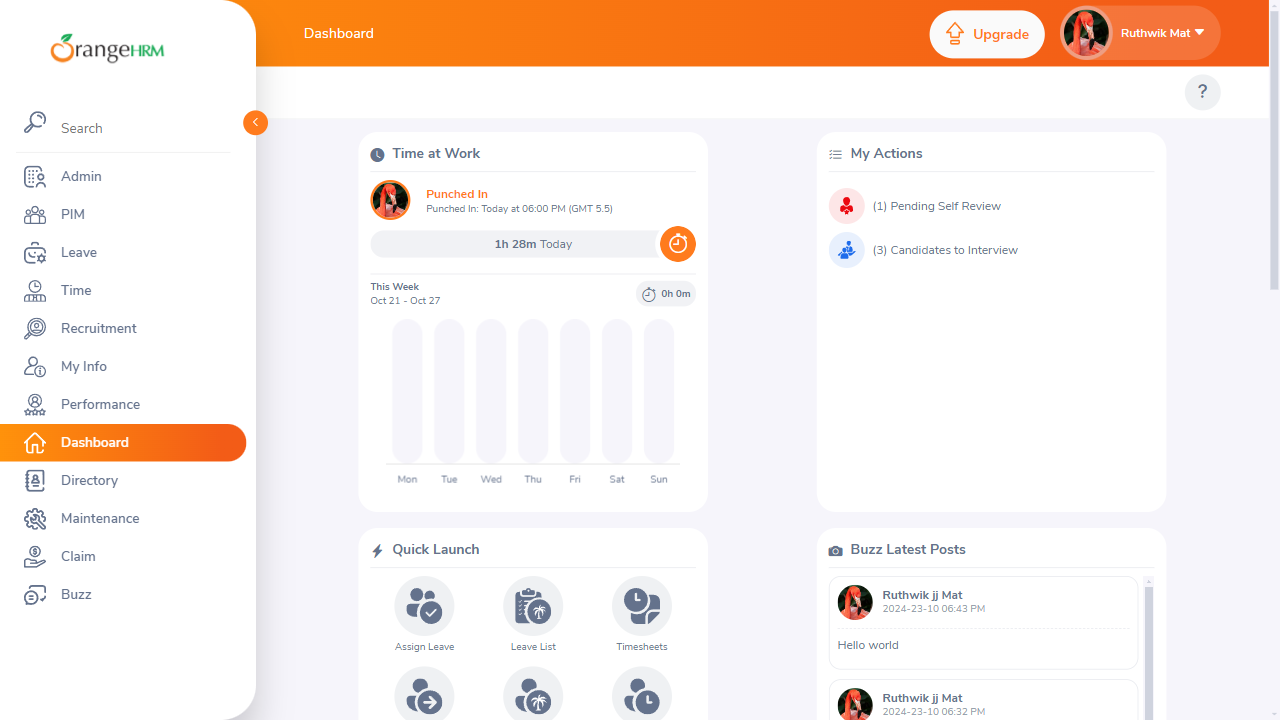 OrangeHRM
Dashboard
Upgrade
Ruthwik Mat
?
Search
Admin
PIM
Leave
Time
Recruitment
My Info
Performance
Dashboard
Directory
Maintenance
Claim
Buzz
Time at Work
Punched In
Punched In: Today at 06:00 PM (GMT 5.5)
1h 28m Today
This Week
Oct 21 - Oct 27
0h 0m
Mon Tue Wed Thu Fri Sat Sun
My Actions
(1) Pending Self Review
(3) Candidates to Interview
Quick Launch
Assign Leave Leave List Timesheets
Buzz Latest Posts
Ruthwik jj Mat
2024-23-10 06:43 PM
Hello world
Ruthwik jj Mat
2024-23-10 06:32 PM